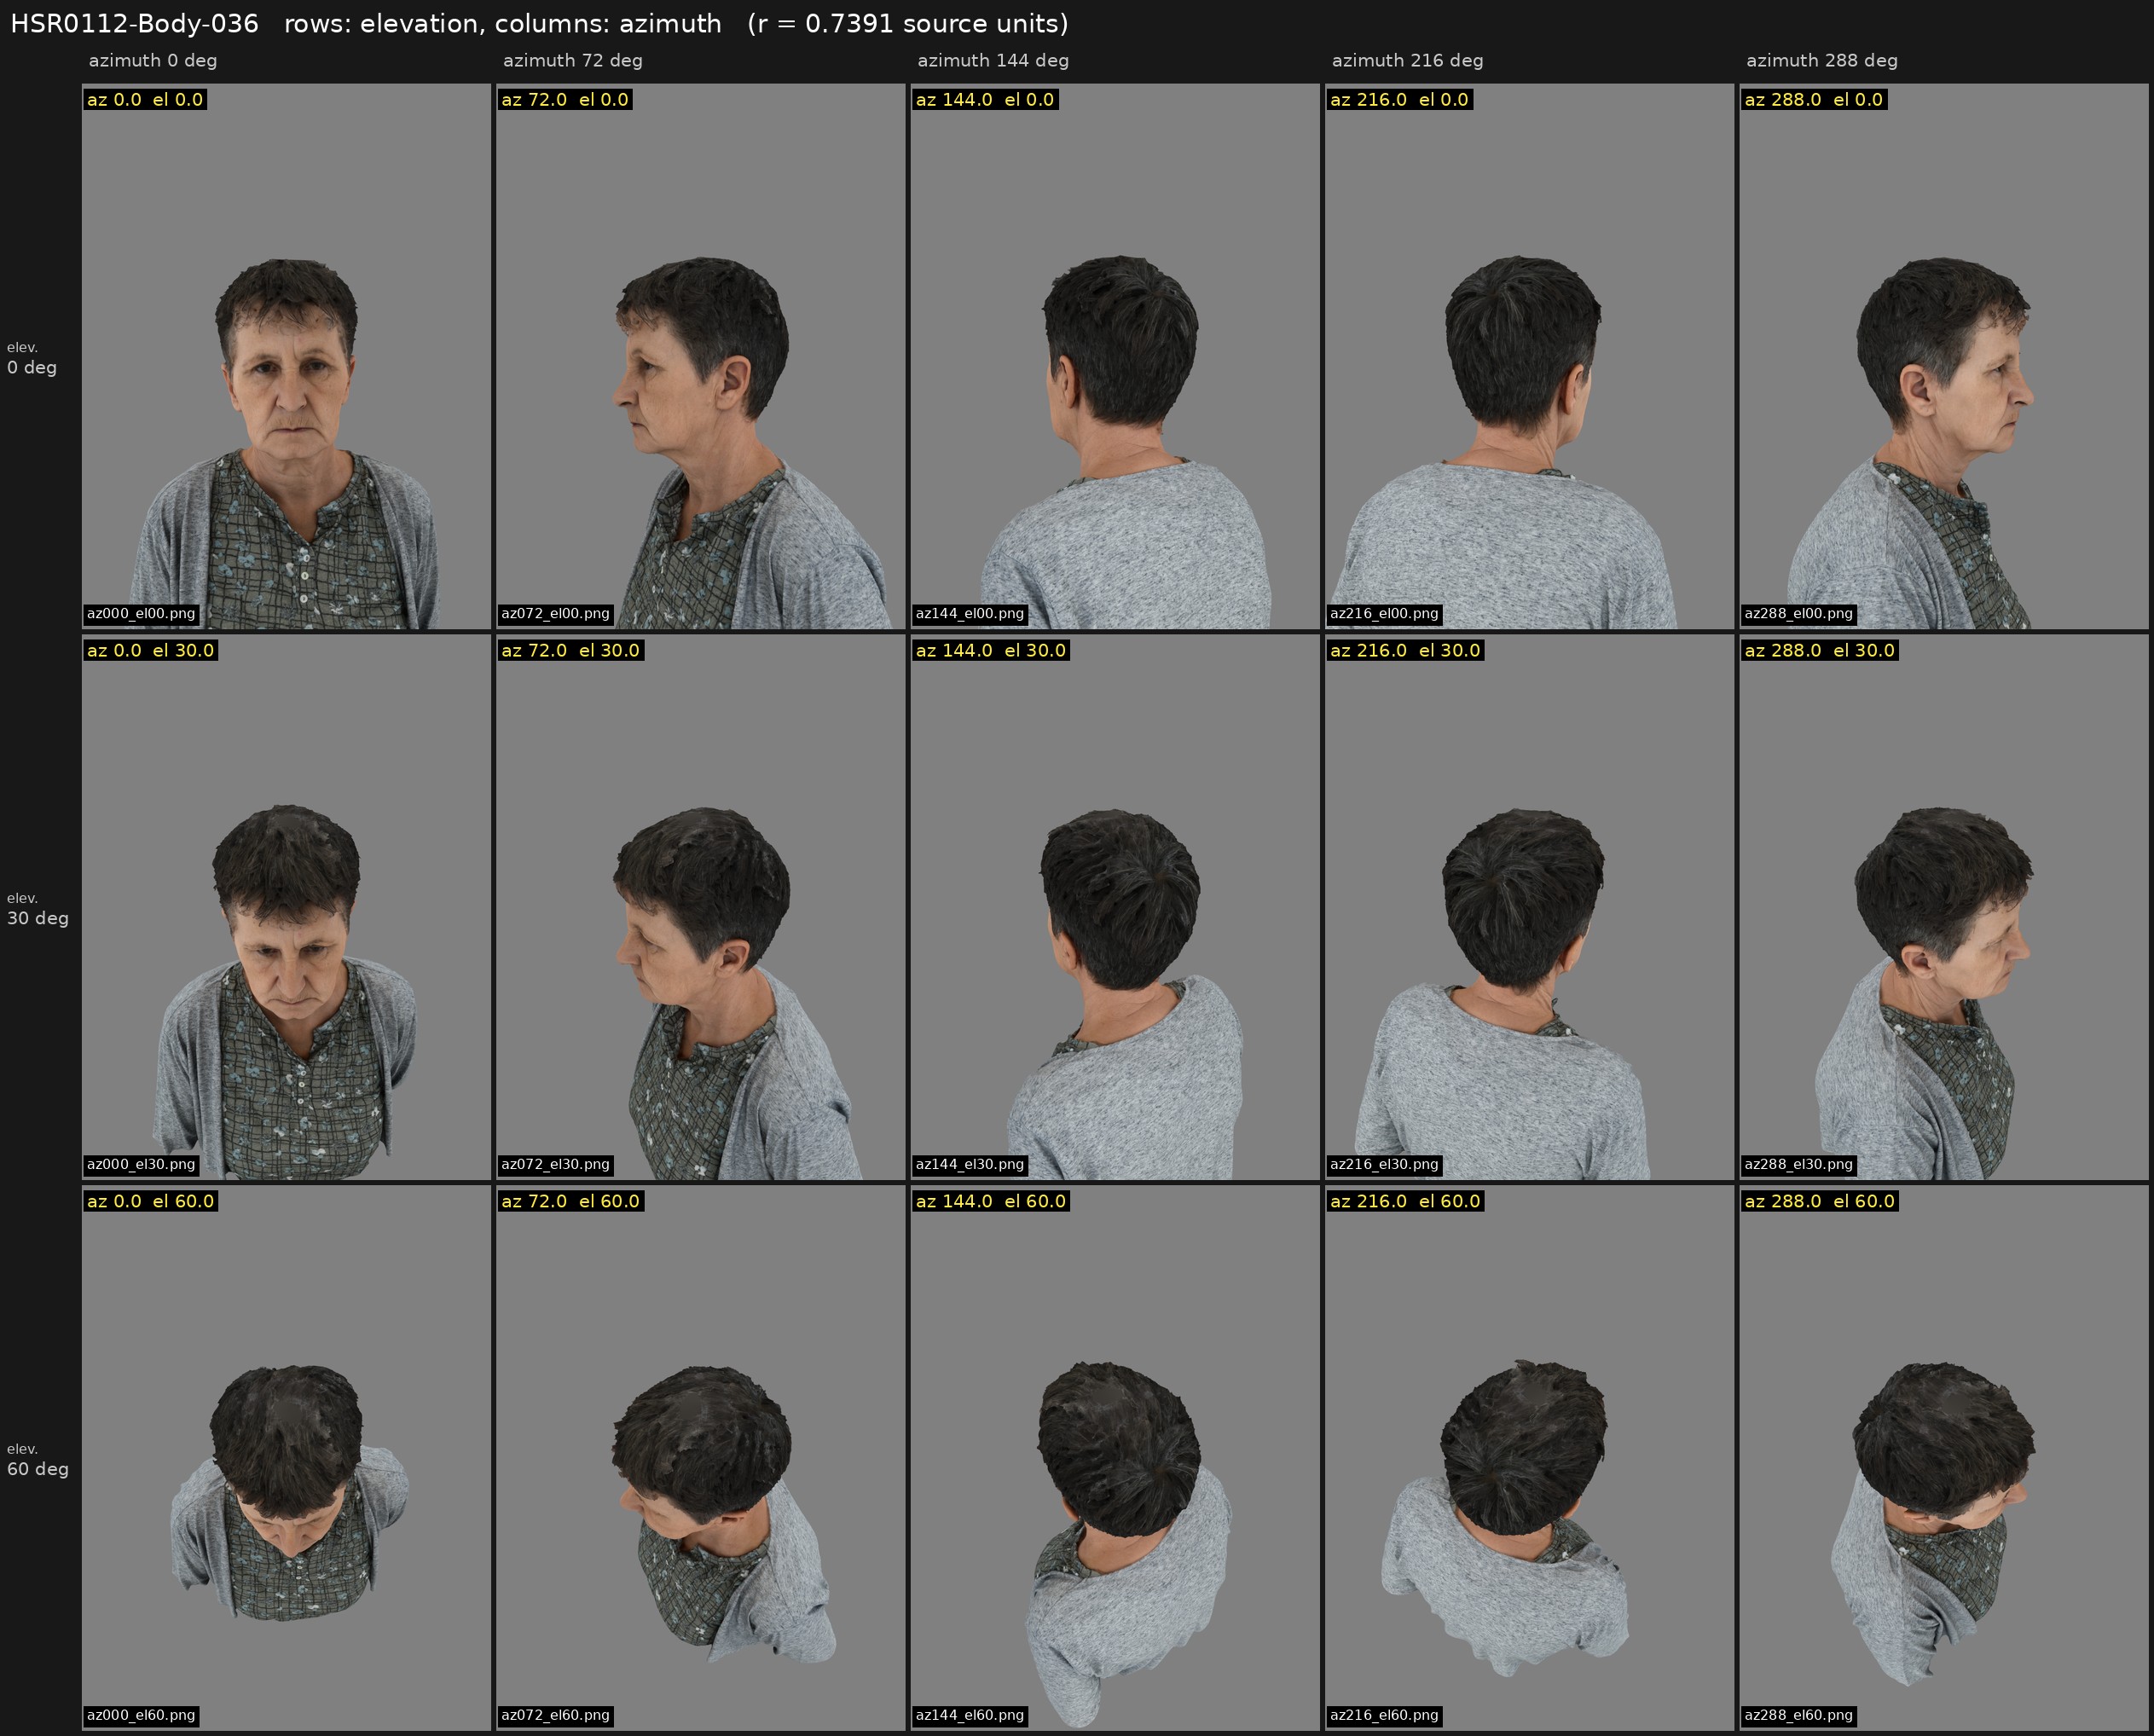 HSR0112-Body-036   rows: elevation, columns: azimuth   (r = 0.7391 source units)
azimuth 0 deg
azimuth 72 deg
azimuth 144 deg
azimuth 216 deg
azimuth 288 deg
az 0.0  el 0.0
az 72.0  el 0.0
az 144.0  el 0.0
az 216.0  el 0.0
az 288.0  el 0.0
elev.
0 deg
az000_el00.png
az072_el00.png
az144_el00.png
az216_el00.png
az288_el00.png
az 0.0  el 30.0
az 72.0  el 30.0
az 144.0  el 30.0
az 216.0  el 30.0
az 288.0  el 30.0
elev.
30 deg
az000_el30.png
az072_el30.png
az144_el30.png
az216_el30.png
az288_el30.png
az 0.0  el 60.0
az 72.0  el 60.0
az 144.0  el 60.0
az 216.0  el 60.0
az 288.0  el 60.0
elev.
60 deg
az000_el60.png
az072_el60.png
az144_el60.png
az216_el60.png
az288_el60.png